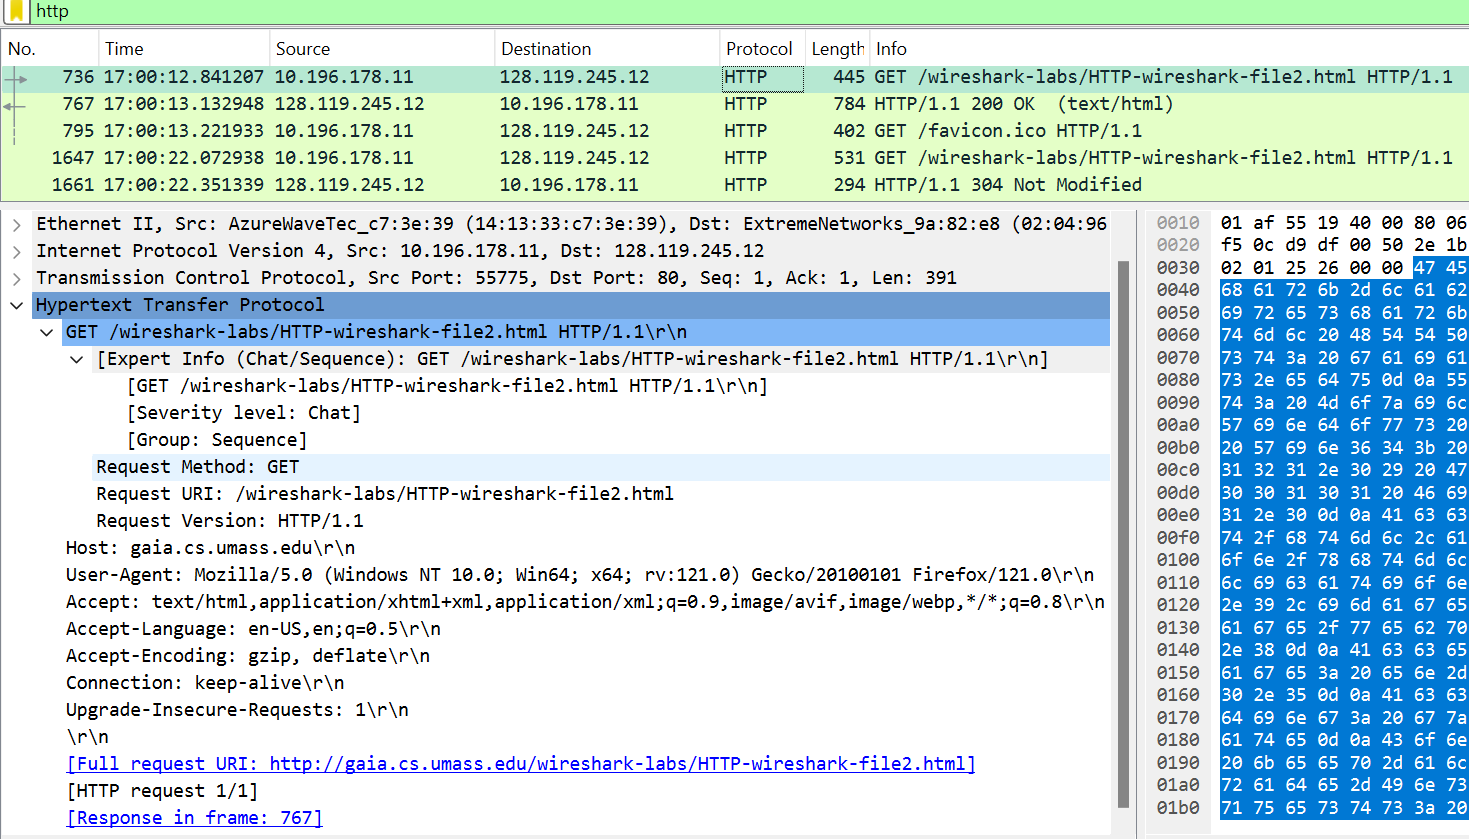 http
No. Time Source Destination Protocol Length Info
736 17:00:12.841207 10.196.178.11 128.119.245.12 HTTP 445 GET /wireshark-labs/HTTP-wireshark-file2.html HTTP/1.1
767 17:00:13.132948 128.119.245.12 10.196.178.11 HTTP 784 HTTP/1.1 200 OK  (text/html)
795 17:00:13.221933 10.196.178.11 128.119.245.12 HTTP 402 GET /favicon.ico HTTP/1.1
1647 17:00:22.072938 10.196.178.11 128.119.245.12 HTTP 531 GET /wireshark-labs/HTTP-wireshark-file2.html HTTP/1.1
1661 17:00:22.351339 128.119.245.12 10.196.178.11 HTTP 294 HTTP/1.1 304 Not Modified
Ethernet II, Src: AzureWaveTec_c7:3e:39 (14:13:33:c7:3e:39), Dst: ExtremeNetworks_9a:82:e8 (02:04:96
Internet Protocol Version 4, Src: 10.196.178.11, Dst: 128.119.245.12
Transmission Control Protocol, Src Port: 55775, Dst Port: 80, Seq: 1, Ack: 1, Len: 391
Hypertext Transfer Protocol
GET /wireshark-labs/HTTP-wireshark-file2.html HTTP/1.1\r\n
[Expert Info (Chat/Sequence): GET /wireshark-labs/HTTP-wireshark-file2.html HTTP/1.1\r\n]
[GET /wireshark-labs/HTTP-wireshark-file2.html HTTP/1.1\r\n]
[Severity level: Chat]
[Group: Sequence]
Request Method: GET
Request URI: /wireshark-labs/HTTP-wireshark-file2.html
Request Version: HTTP/1.1
Host: gaia.cs.umass.edu\r\n
User-Agent: Mozilla/5.0 (Windows NT 10.0; Win64; x64; rv:121.0) Gecko/20100101 Firefox/121.0\r\n
Accept: text/html,application/xhtml+xml,application/xml;q=0.9,image/avif,image/webp,*/*;q=0.8\r\n
Accept-Language: en-US,en;q=0.5\r\n
Accept-Encoding: gzip, deflate\r\n
Connection: keep-alive\r\n
Upgrade-Insecure-Requests: 1\r\n
\r\n
[Full request URI: http://gaia.cs.umass.edu/wireshark-labs/HTTP-wireshark-file2.html]
[HTTP request 1/1]
[Response in frame: 767]
0010 01 af 55 19 40 00 80 06
0020 f5 0c d9 df 00 50 2e 1b
0030 02 01 25 26 00 00 47 45
0040 68 61 72 6b 2d 6c 61 62
0050 69 72 65 73 68 61 72 6b
0060 74 6d 6c 20 48 54 54 50
0070 73 74 3a 20 67 61 69 61
0080 73 2e 65 64 75 0d 0a 55
0090 74 3a 20 4d 6f 7a 69 6c
00a0 57 69 6e 64 6f 77 73 20
00b0 20 57 69 6e 36 34 3b 20
00c0 31 32 31 2e 30 29 20 47
00d0 30 30 31 30 31 20 46 69
00e0 31 2e 30 0d 0a 41 63 63
00f0 74 2f 68 74 6d 6c 2c 61
0100 6f 6e 2f 78 68 74 6d 6c
0110 6c 69 63 61 74 69 6f 6e
0120 2e 39 2c 69 6d 61 67 65
0130 61 67 65 2f 77 65 62 70
0140 2e 38 0d 0a 41 63 63 65
0150 61 67 65 3a 20 65 6e 2d
0160 30 2e 35 0d 0a 41 63 63
0170 64 69 6e 67 3a 20 67 7a
0180 61 74 65 0d 0a 43 6f 6e
0190 20 6b 65 65 70 2d 61 6c
01a0 72 61 64 65 2d 49 6e 73
01b0 71 75 65 73 74 73 3a 20